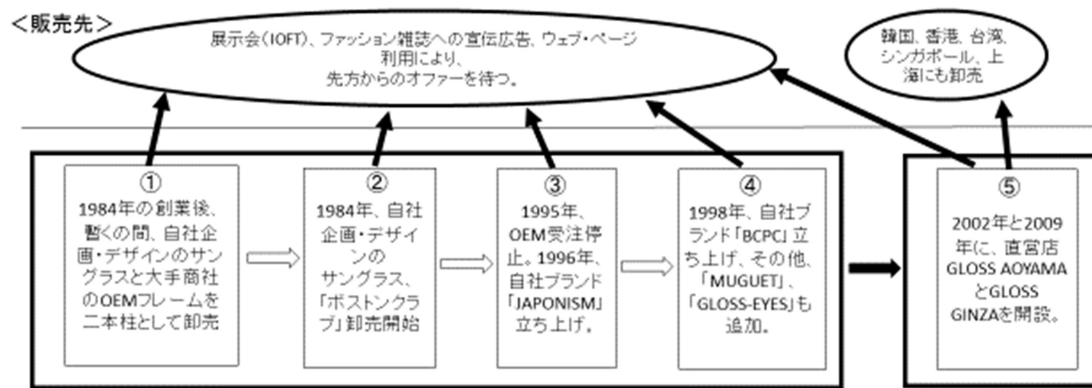 ＜販売先＞
展示会（IOFT）、ファッション雑誌への宣伝広告、ウェブ・ページ
利用により、
先方からのオファーを待つ。
韓国、香港、台湾、
シンガポール、上
海にも卸売
①
1984年の創業後、
暫くの間、自社企
画・デザインのサン
グラスと大手商社
のOEMフレームを
二本柱として卸売
②
1984年、自社
企画・デザイン
の
サングラス、
「ボストンクラ
ブ」卸売開始
③
1995年、
OEM受注停
止。1996年、
自社ブランド
「JAPONISM」
立ち上げ。
④
1998年、自社ブ
ランド「BCPC」立
ち上げ、その他、
「MUGUET」、
「GLOSS-EYES」も
追加。
⑤
2002年と2009
年に、直営店
GLOSS AOYAMA
とGLOSS
GINZAを開設。